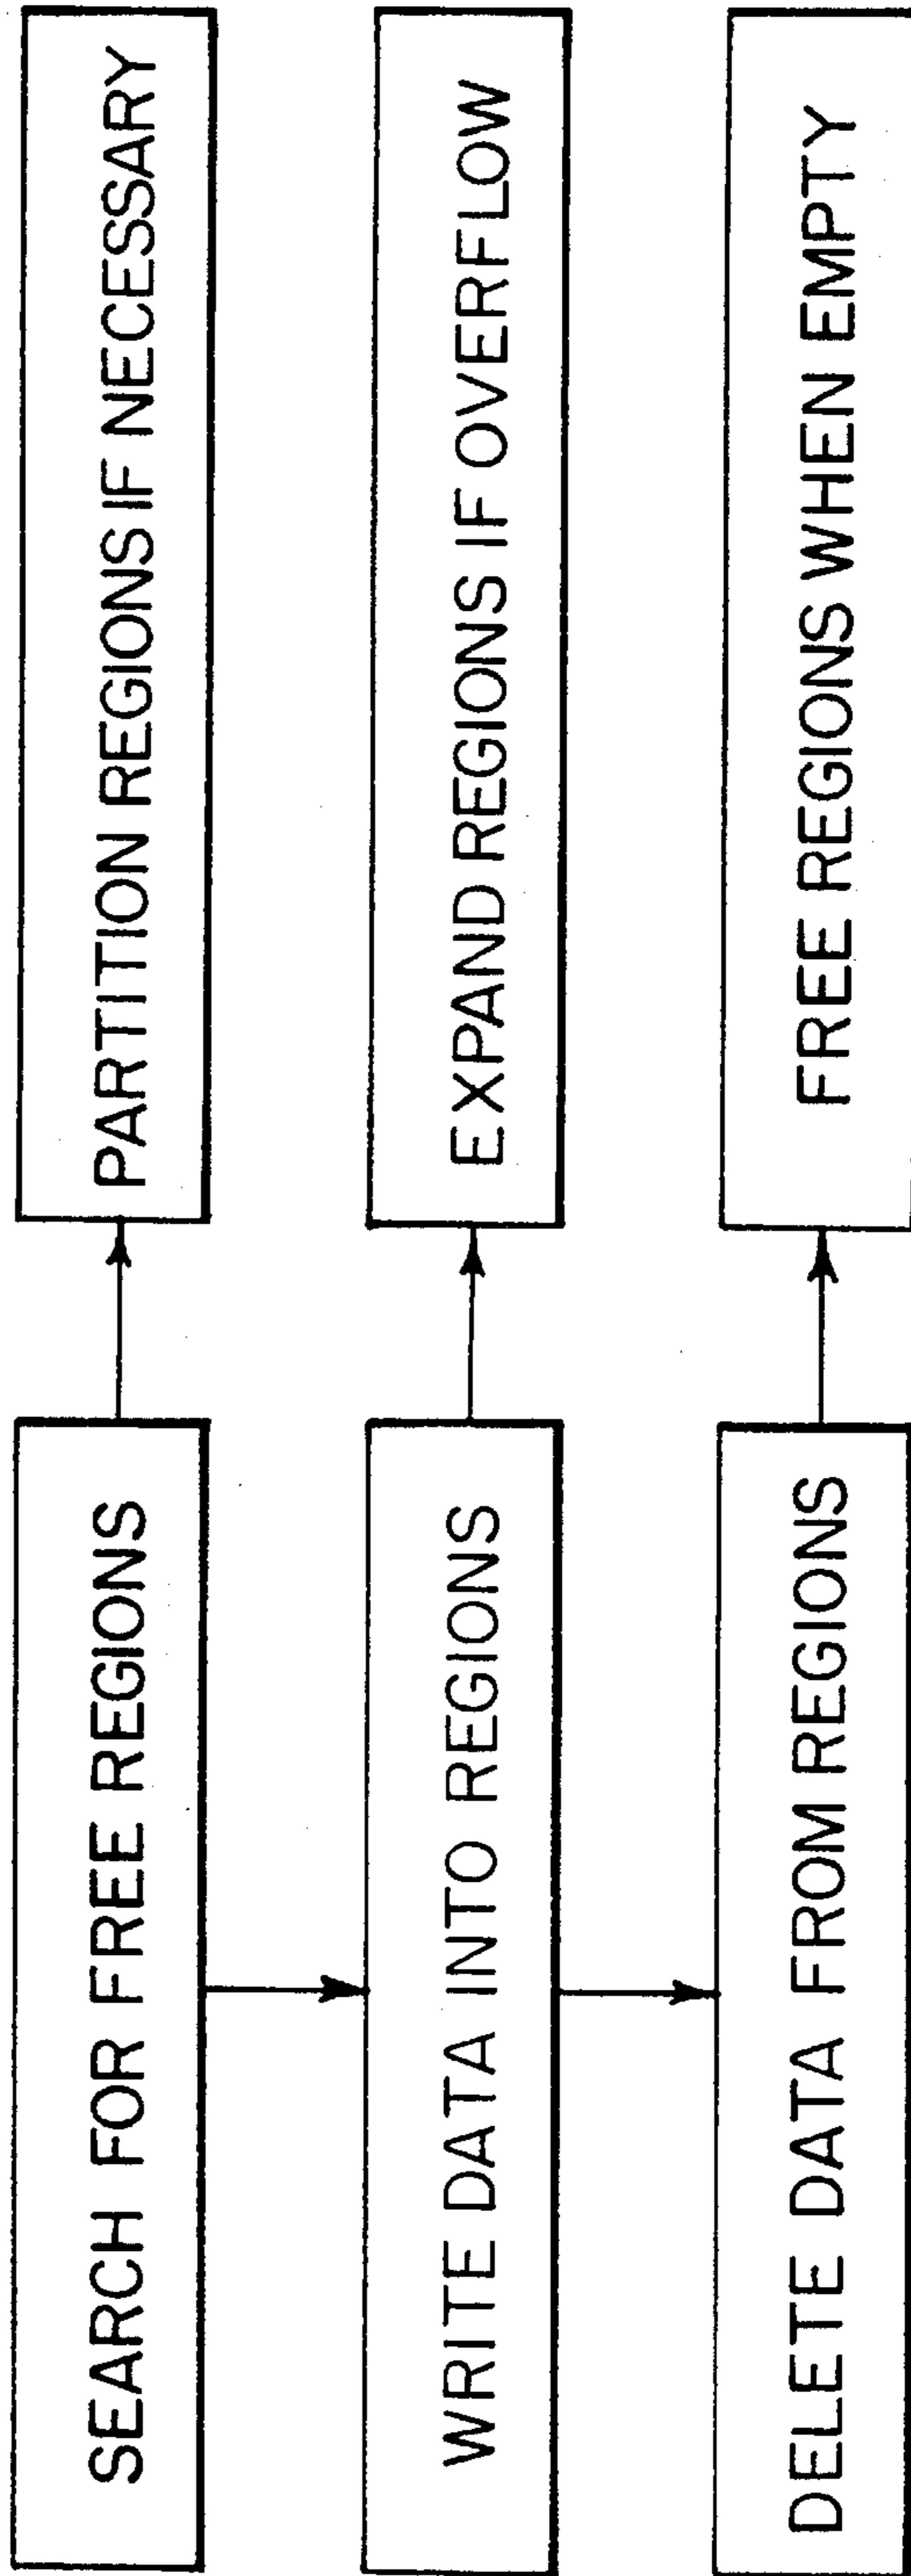 SEARCH FOR FREE REGIONS
PARTITION REGIONS IF NECESSARY
WRITE DATA INTO REGIONS
EXPAND REGIONS IF OVERFLOW
DELETE DATA FROM REGIONS
FREE REGIONS WHEN EMPTY